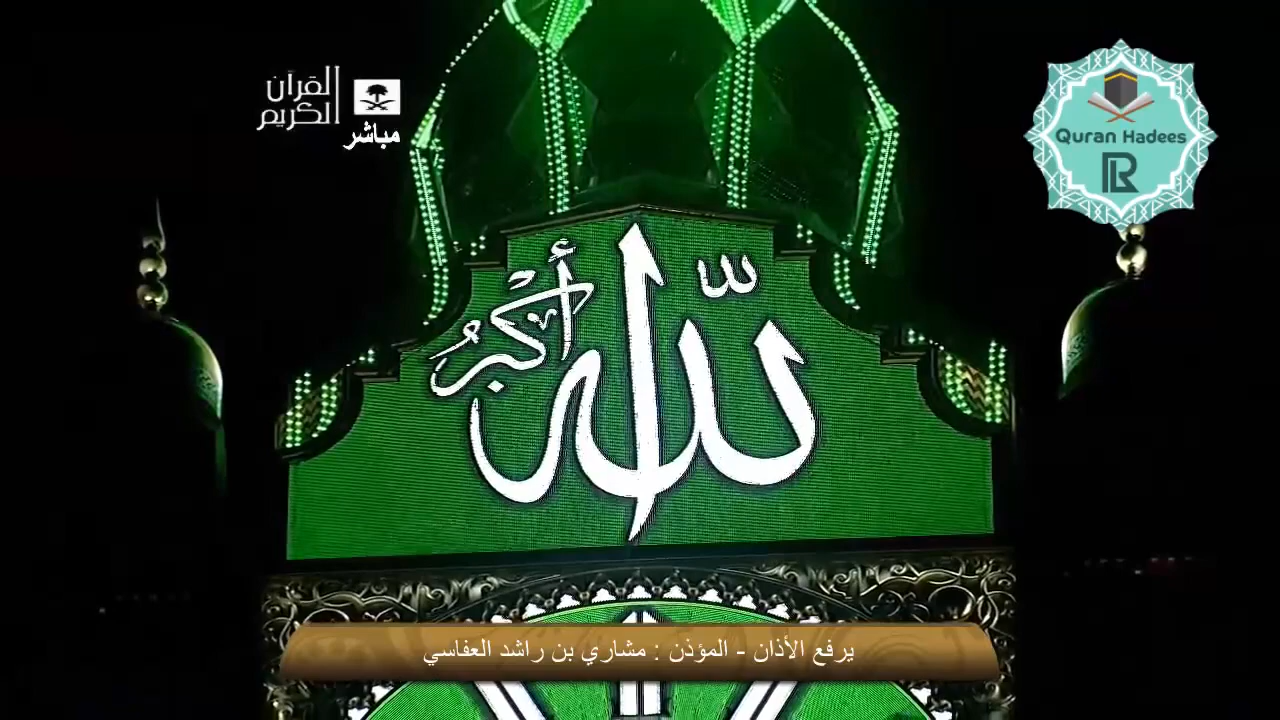 القرآن
الكريم
مباشر
Quran Hadees
الله أكبر
يرفع الأذان - المؤذن : مشاري بن راشد العفاسي